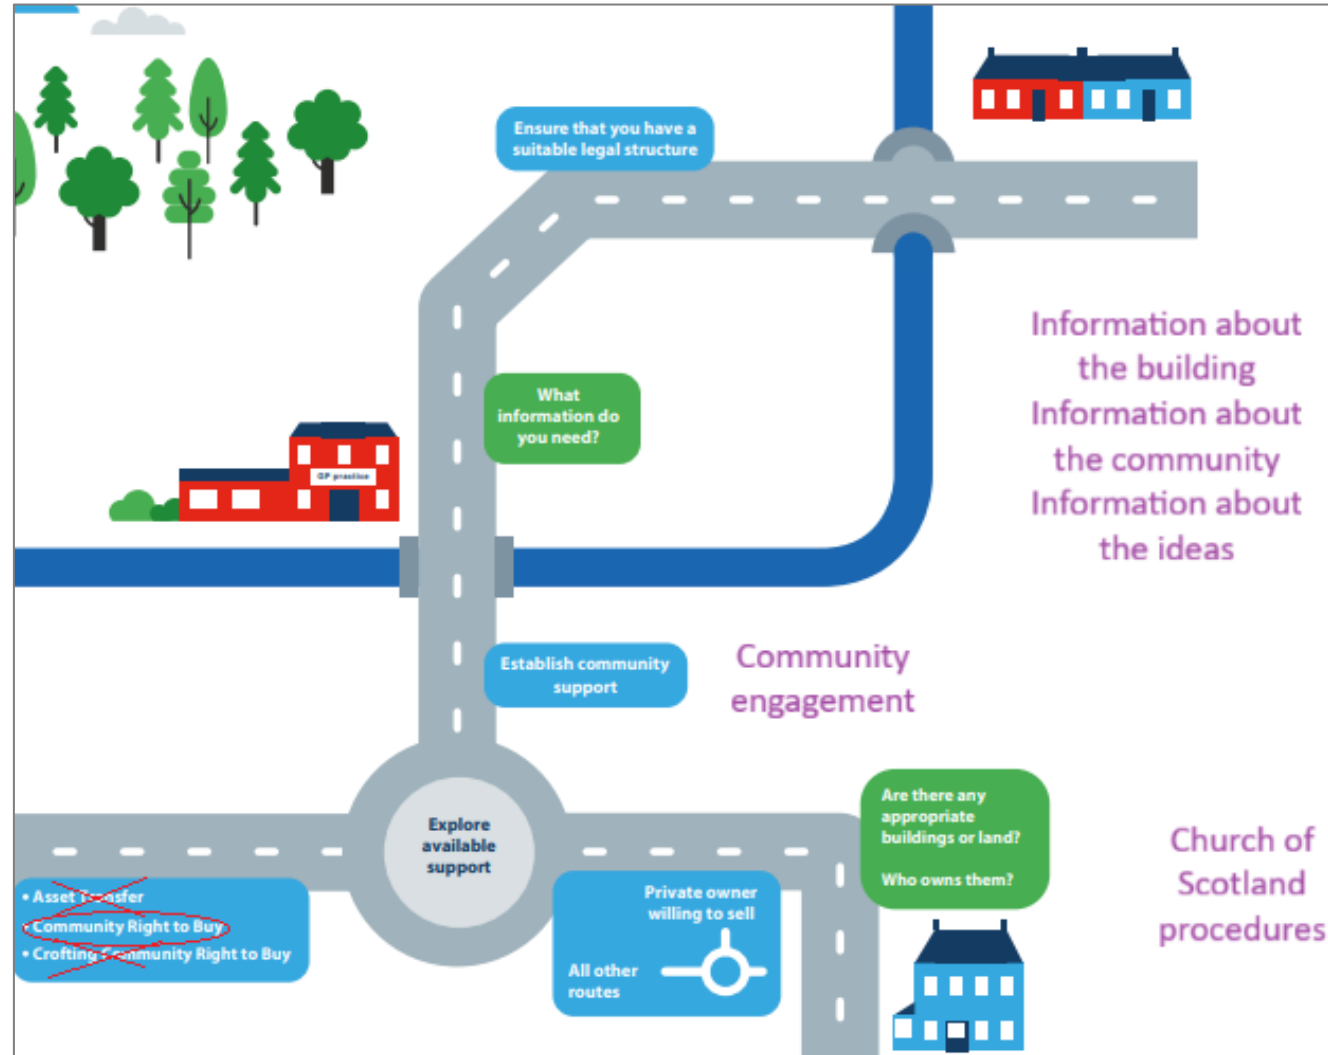 Ensure that you have a
suitable legal structure
Information about
the building
Information about
the community
Information about
the ideas
What
information do
you need?
GP practice
Establish community
support
Community
engagement
Explore
available
support
Are there any
appropriate
buildings or land?
Who owns them?
Church of
Scotland
procedures
• Asset Transfer
• Community Right to Buy
• Crofting Community Right to Buy
Private owner
willing to sell
All other
routes